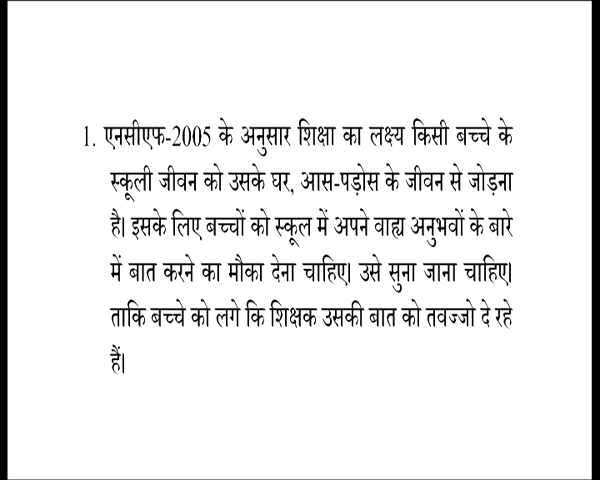 1. एनसीएफ-2005 के अनुसार शिक्षा का लक्ष्य किसी बच्चे के
स्कूली जीवन को उसके घर, आस-पड़ोस के जीवन से जोड़ना
है। इसके लिए बच्चों को स्कूल में अपने वाह्य अनुभवों के बारे
में बात करने का मौका देना चाहिए। उसे सुना जाना चाहिए।
ताकि बच्चे को लगे कि शिक्षक उसकी बात को तवज्जो दे रहे
हैं।